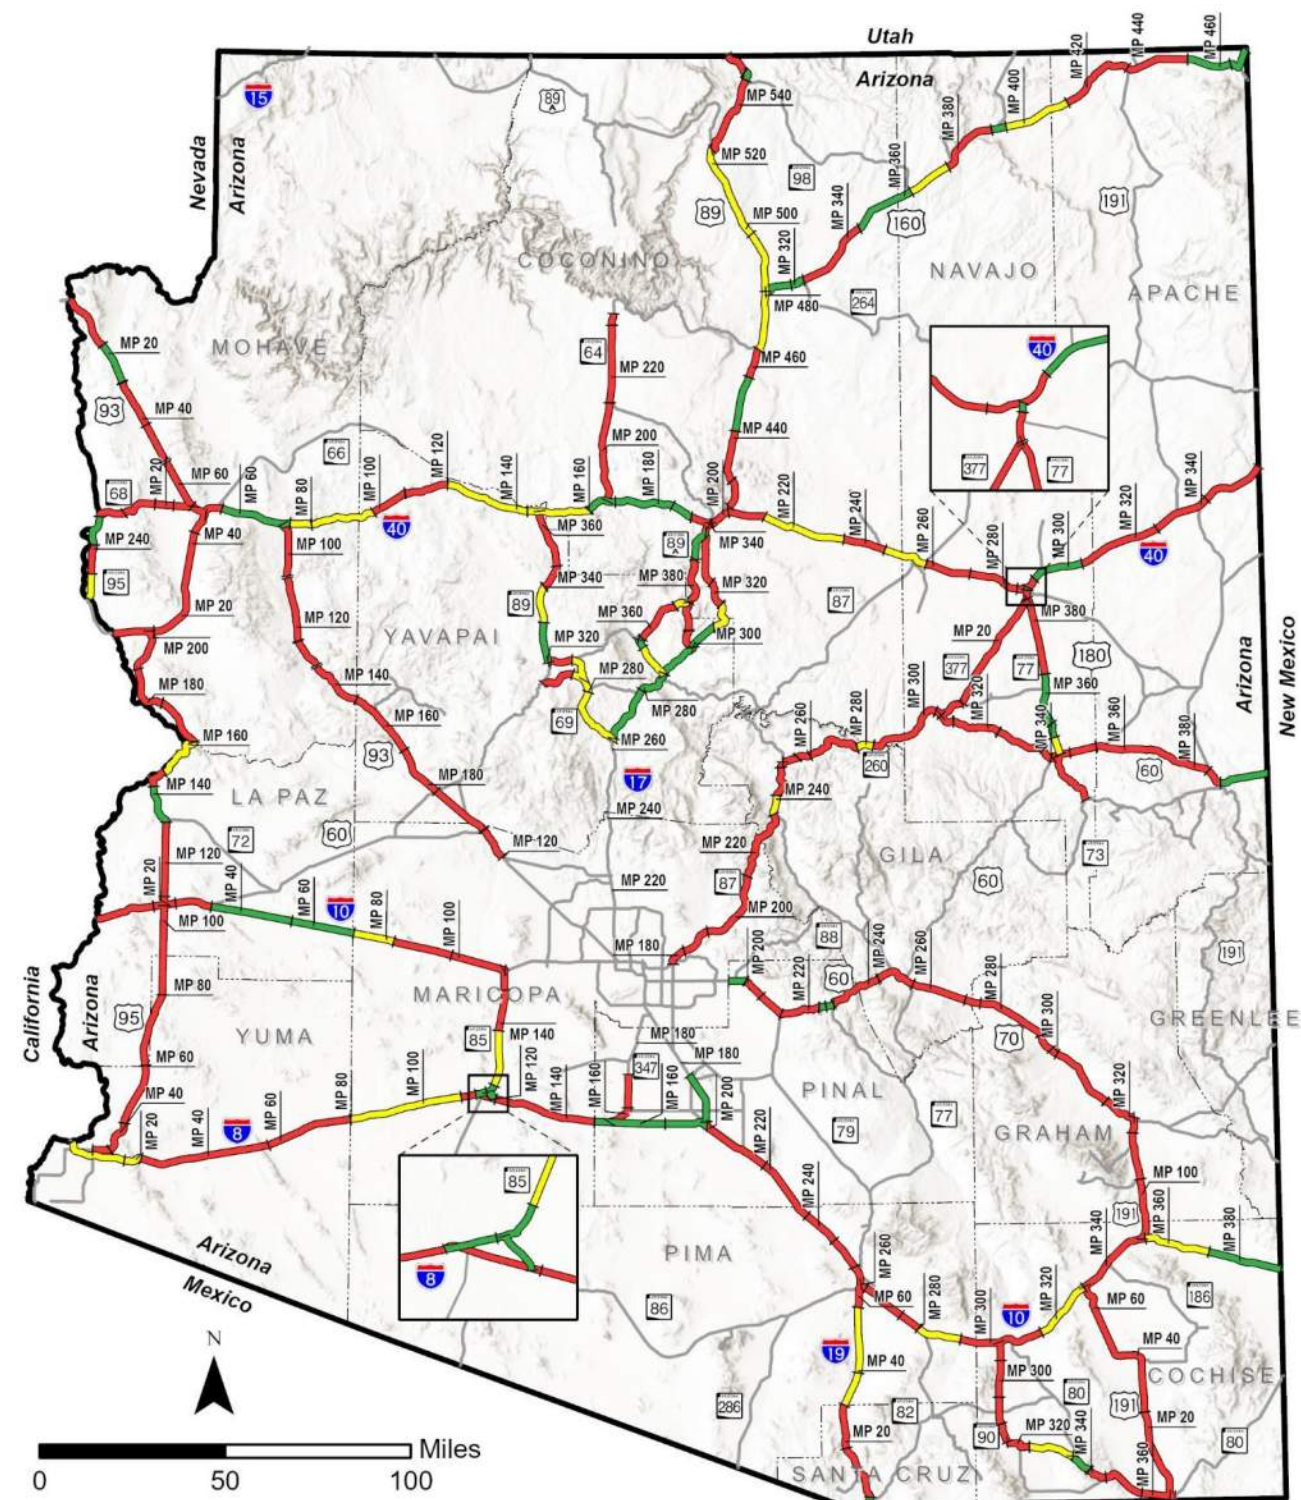 Utah
Arizona
MP 420
MP 440
MP 460
15
89
A
Nevada
Arizona
MP 540
MP 520
MP 500
98
89
MP 320
MP 340
MP 360
MP 380
MP 400
160
191
MP 480
264
COCONINO
NAVAJO
APACHE
MOHAVE
MP 20
93
MP 40
64
MP 220
MP 460
MP 440
40
377
77
66
MP 200
MP 120
MP 140
MP 160
MP 180
MP 200
MP 220
MP 240
MP 260
MP 280
MP 300
MP 320
MP 340
40
68
MP 20
MP 60
MP 60
MP 80
MP 100
40
MP 40
MP 240
95
MP 100
MP 360
MP 340
89
A
MP 340
MP 380
MP 320
MP 20
MP 200
MP 120
89
MP 320
MP 360
MP 300
87
MP 380
MP 20
377
77
180
MP 180
YAVAPAI
MP 140
MP 280
MP 280
MP 360
MP 160
MP 160
69
MP 260
MP 260
MP 280
MP 300
MP 320
MP 340
MP 360
MP 380
Arizona
New Mexico
93
MP 180
17
260
60
MP 140
LA PAZ
MP 240
MP 240
72
60
MP 120
MP 220
GILA
73
MP 120
MP 20
MP 40
MP 60
10
MP 80
MP 100
MP 220
87
60
MP 100
MP 180
MP 200
88
MP 200
MP 220
60
MP 240
MP 260
MP 280
191
California
Arizona
MP 80
95
YUMA
MARICOPA
MP 300
70
GREENLEE
MP 60
85
MP 140
MP 180
MP 180
347
PINAL
MP 320
MP 40
MP 20
MP 40
8
MP 60
MP 80
MP 100
MP 120
MP 140
MP 160
MP 160
MP 200
MP 220
79
77
GRAHAM
MP 100
85
8
MP 240
191
MP 340
MP 360
MP 380
Arizona
Mexico
PIMA
MP 260
MP 60
MP 280
MP 300
10
MP 320
MP 60
186
86
19
MP 40
MP 300
MP 40
COCHISE
286
82
80
191
90
MP 320
MP 340
MP 20
MP 20
80
MP 360
SANTA CRUZ
N
Miles
0 50 100